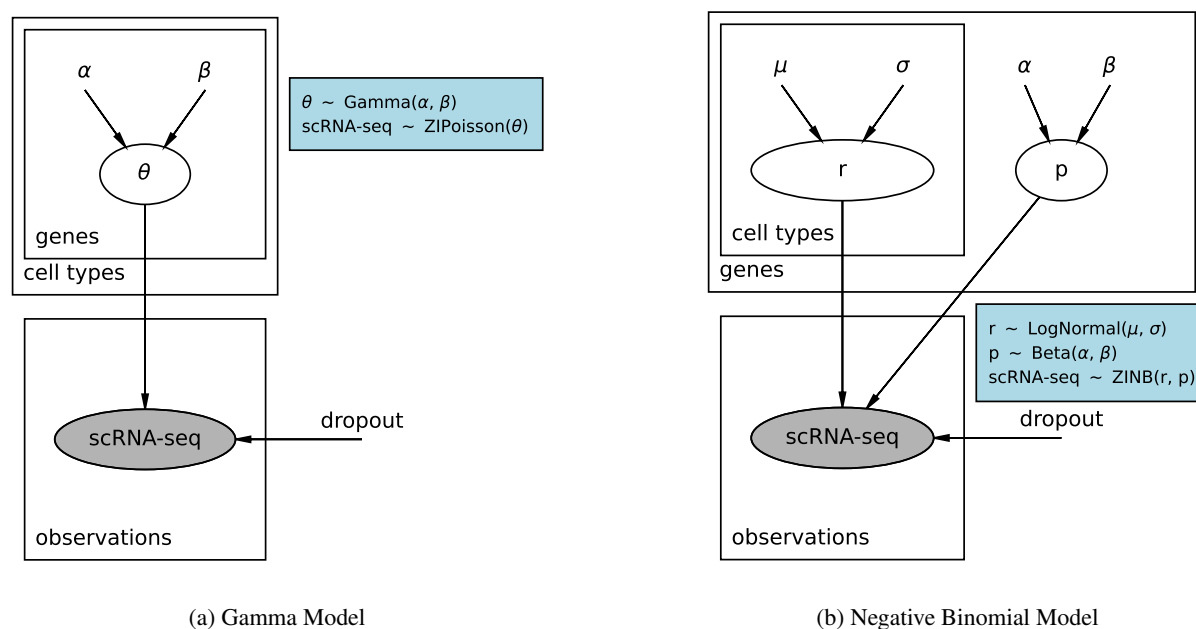 α β
θ
genes
cell types
θ ~ Gamma(α, β)
scRNA-seq ~ ZIPoisson(θ)
scRNA-seq
dropout
observations
(a) Gamma Model
μ σ
r
cell types
genes
α β
p
r ~ LogNormal(μ, σ)
p ~ Beta(α, β)
scRNA-seq ~ ZINB(r, p)
scRNA-seq
dropout
observations
(b) Negative Binomial Model